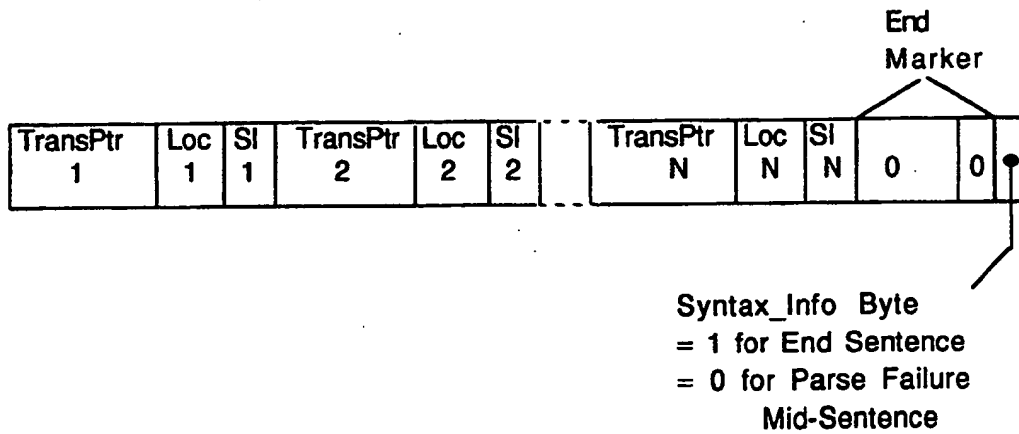 End
Marker
TransPtr Loc SI TransPtr Loc SI TransPtr Loc SI
1 1 1 2 2 2 N N N 0 0
Syntax_Info Byte
= 1 for End Sentence
= 0 for Parse Failure
Mid-Sentence